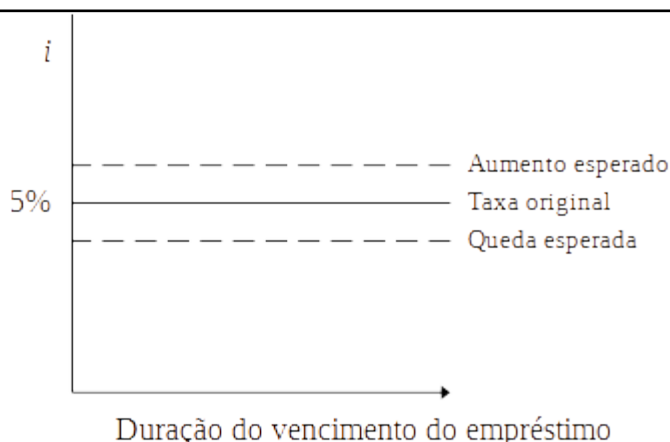 i
Aumento esperado
5%
Taxa original
Queda esperada
Duração do vencimento do empréstimo